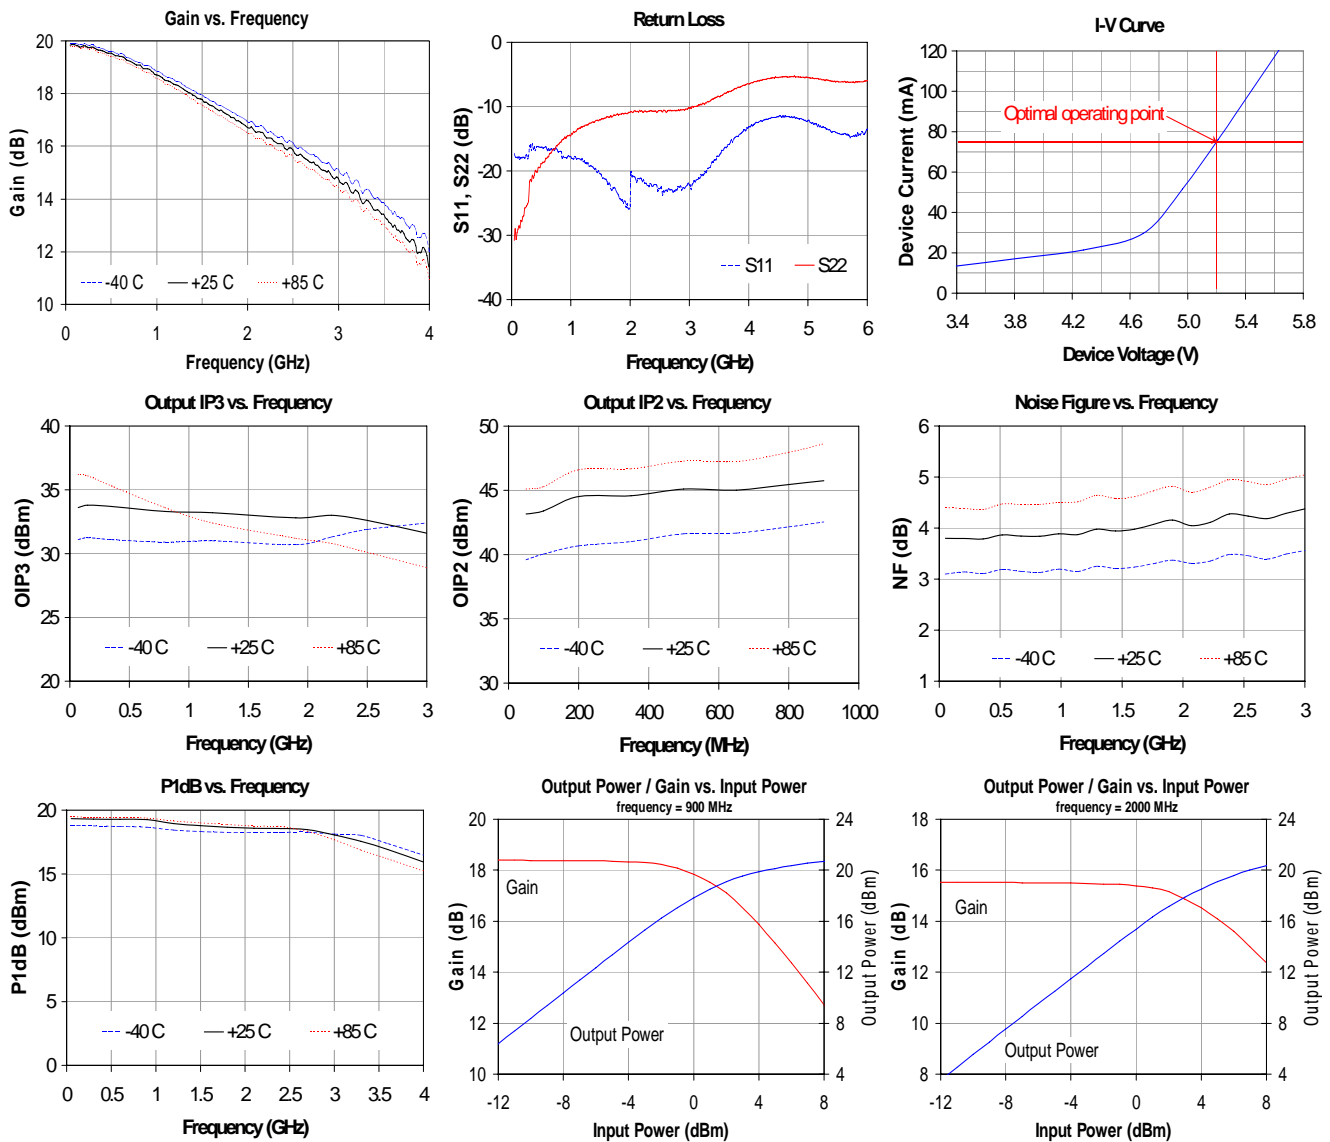 Gain vs. Frequency
Gain (dB)
20
18
16
14
12
10
-40 C
+25 C
+85 C
0
1
2
3
4
Frequency (GHz)
Return Loss
S11, S22 (dB)
0
-10
-20
-30
-40
S11
S22
0
1
2
3
4
5
6
Frequency (GHz)
I-V Curve
Device Current (mA)
120
100
80
60
40
20
0
Optimal operating point
3.4
3.8
4.2
4.6
5.0
5.4
5.8
Device Voltage (V)
Output IP3 vs. Frequency
OIP3 (dBm)
40
35
30
25
20
-40 C
+25 C
+85 C
0
0.5
1
1.5
2
2.5
3
Frequency (GHz)
Output IP2 vs. Frequency
OIP2 (dBm)
50
45
40
35
30
-40 C
+25 C
+85 C
0
200
400
600
800
1000
Frequency (MHz)
Noise Figure vs. Frequency
NF (dB)
6
5
4
3
2
1
-40 C
+25 C
+85 C
0
0.5
1
1.5
2
2.5
3
Frequency (GHz)
P1dB vs. Frequency
P1dB (dBm)
20
15
10
5
0
-40 C
+25 C
+85 C
0
0.5
1
1.5
2
2.5
3
3.5
4
Frequency (GHz)
Output Power / Gain vs. Input Power
frequency = 900 MHz
Gain (dB)
20
18
16
14
12
10
Gain
Output Power
24
20
16
12
8
4
Output Power (dBm)
-12
-8
-4
0
4
8
Input Power (dBm)
Output Power / Gain vs. Input Power
frequency = 2000 MHz
Gain (dB)
18
16
14
12
10
8
Gain
Output Power
24
20
16
12
8
4
Output Power (dBm)
-12
-8
-4
0
4
8
Input Power (dBm)